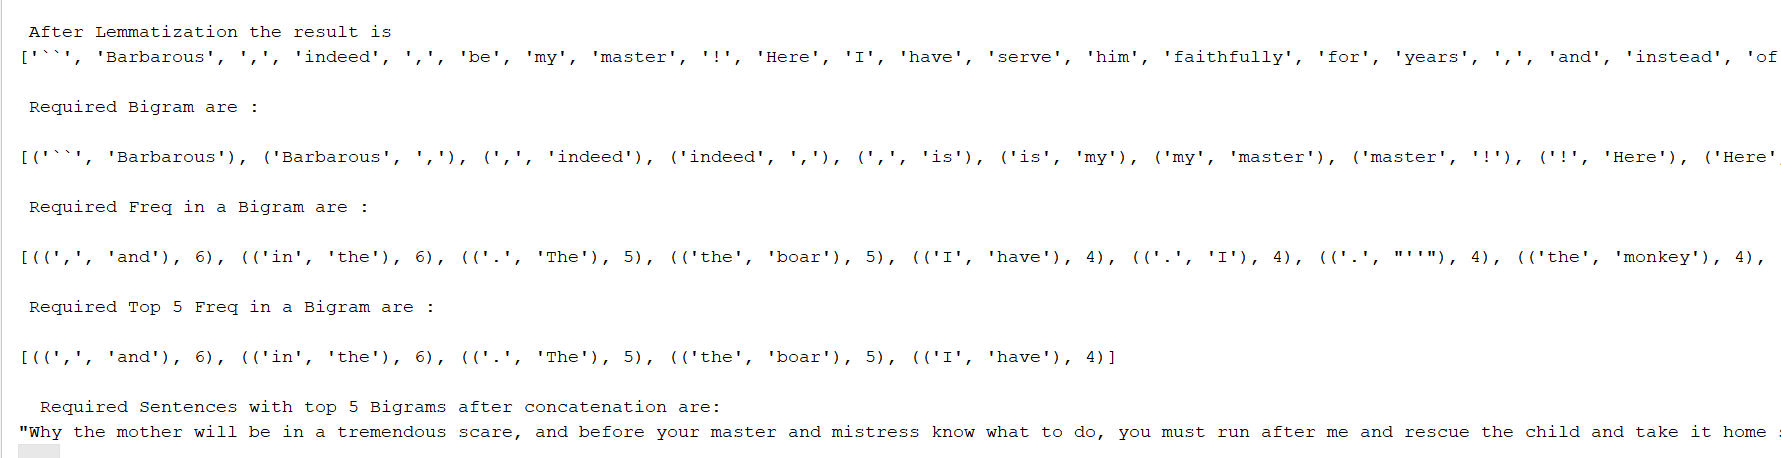 After Lemmatization the result is
['``', 'Barbarous', ',', 'indeed', ',', 'be', 'my', 'master', '!', 'Here', 'I', 'have', 'serve', 'him', 'faithfully', 'for', 'years', ',', 'and', 'instead', 'of
Required Bigram are :
[('``', 'Barbarous'), ('Barbarous', ','), (',', 'indeed'), ('indeed', ','), (',', 'is'), ('is', 'my'), ('my', 'master'), ('master', '!'), ('!', 'Here'), ('Here'
Required Freq in a Bigram are :
[((',', 'and'), 6), (('in', 'the'), 6), (('.', 'The'), 5), (('the', 'boar'), 5), (('I', 'have'), 4), (('.', 'I'), 4), (('.', "''"), 4), (('the', 'monkey'), 4),
Required Top 5 Freq in a Bigram are :
[((',', 'and'), 6), (('in', 'the'), 6), (('.', 'The'), 5), (('the', 'boar'), 5), (('I', 'have'), 4)]
Required Sentences with top 5 Bigrams after concatenation are:
"Why the mother will be in a tremendous scare, and before your master and mistress know what to do, you must run after me and rescue the child and take it home